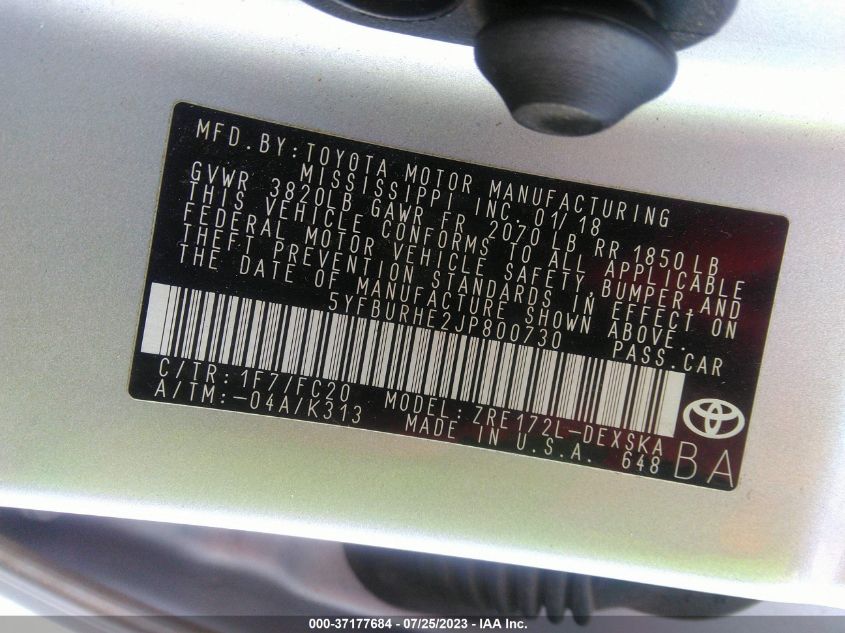 MFD.BY:TOYOTA MOTOR MANUFACTURING
MISSISSIPPI INC. 01/18
GVWR 3820LB GAWR FR 2070 LB RR 1850 LB
THIS VEHICLE CONFORMS TO ALL APPLICABLE
FEDERAL MOTOR VEHICLE SAFETY, BUMPER, AND
THEFT PREVENTION STANDARDS IN EFFECT ON
THE DATE OF MANUFACTURE SHOWN ABOVE.
5YFBURHE2JP800730 PASS.CAR
C/TR: 1F7/FC20 MODEL: ZRE172L-DEXSKA
A/TM:-04A/K313 MADE IN U.S.A. 648 BA
000-37177684 / 07/25/2023 - IAA Inc.